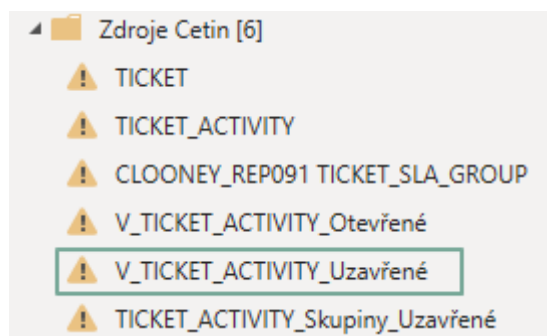 Zdroje Cetin [6]
TICKET
TICKET_ACTIVITY
CLOONEY_REP091 TICKET_SLA_GROUP
V_TICKET_ACTIVITY_Otevřené
V_TICKET_ACTIVITY_Uzavřené
TICKET_ACTIVITY_Skupiny_Uzavřené